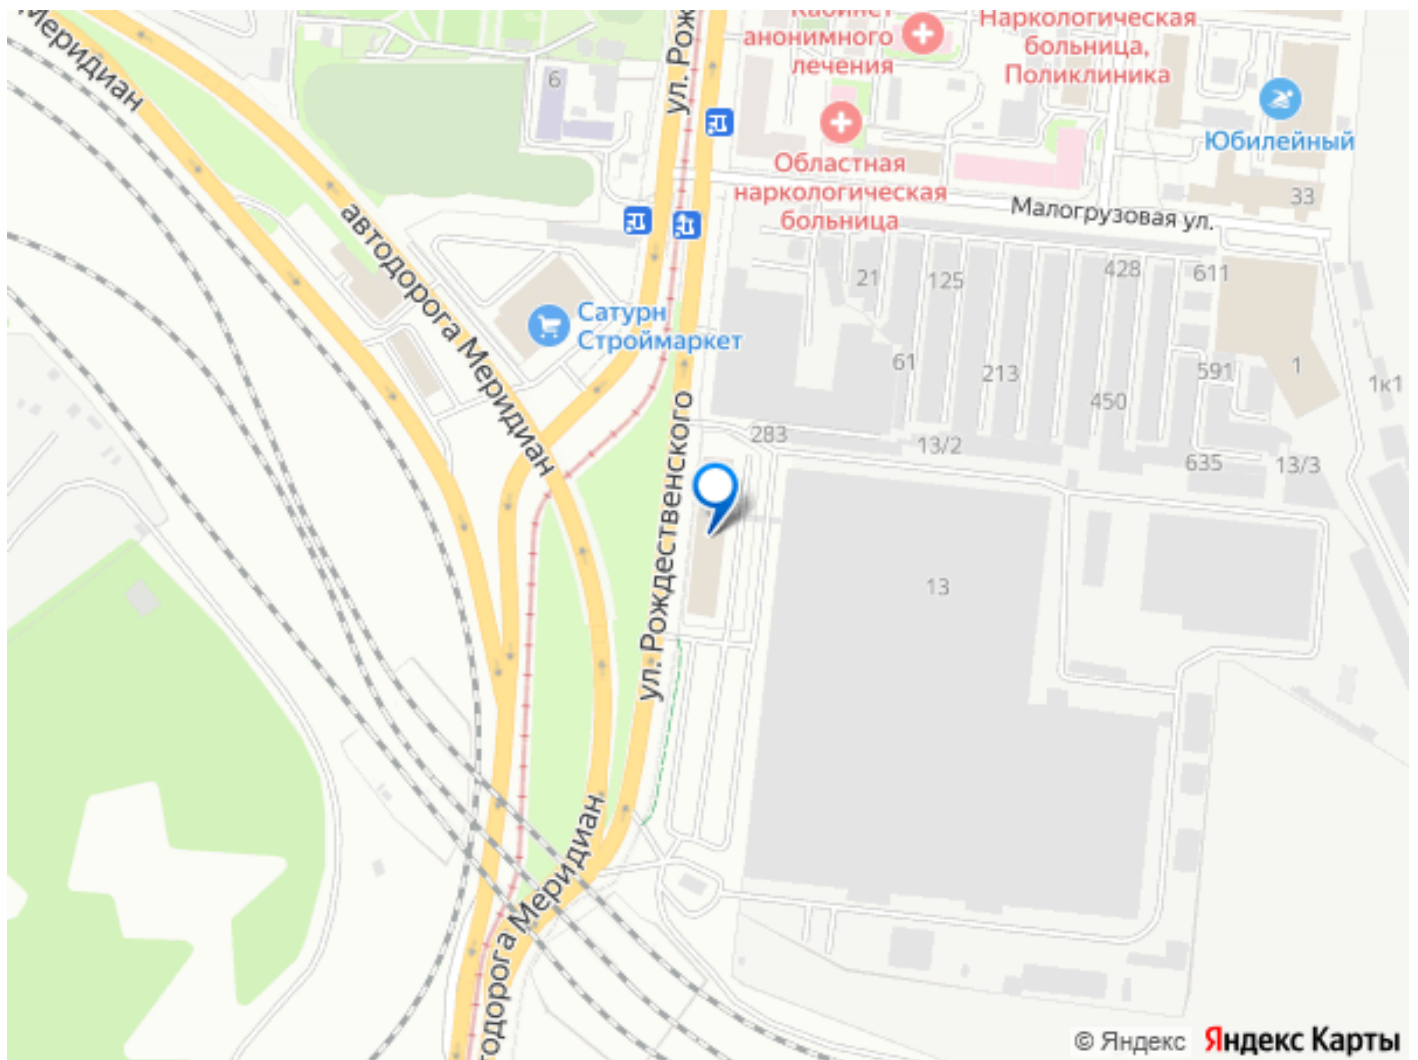 Меридиан
ул. Рож
Кабинет
анонимного
лечения
Наркологическая
больница,
Поликлиника
6
Юбилейный
Областная
наркологическая
больница
33
Малогрузовая ул.
автодорога Меридиан
21
125
428
611
Сатурн
Строймаркет
61
213
591
1
1к1
450
283
13/2
635
13/3
ул. Рождественского
13
тодорога Меридиан
© Яндекс Яндекс Карты